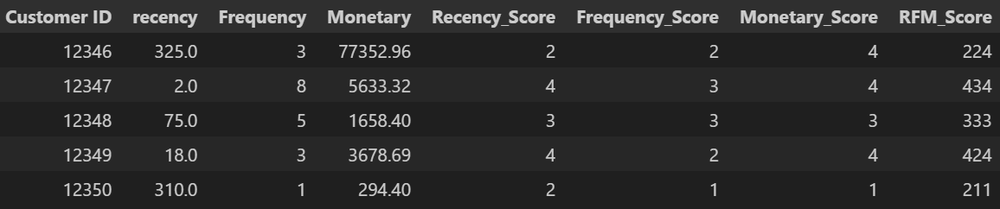 Customer ID recency Frequency Monetary Recency_Score Frequency_Score Monetary_Score RFM_Score
12346 325.0 3 77352.96 2 2 4 224
12347 2.0 8 5633.32 4 3 4 434
12348 75.0 5 1658.40 3 3 3 333
12349 18.0 3 3678.69 4 2 4 424
12350 310.0 1 294.40 2 1 1 211